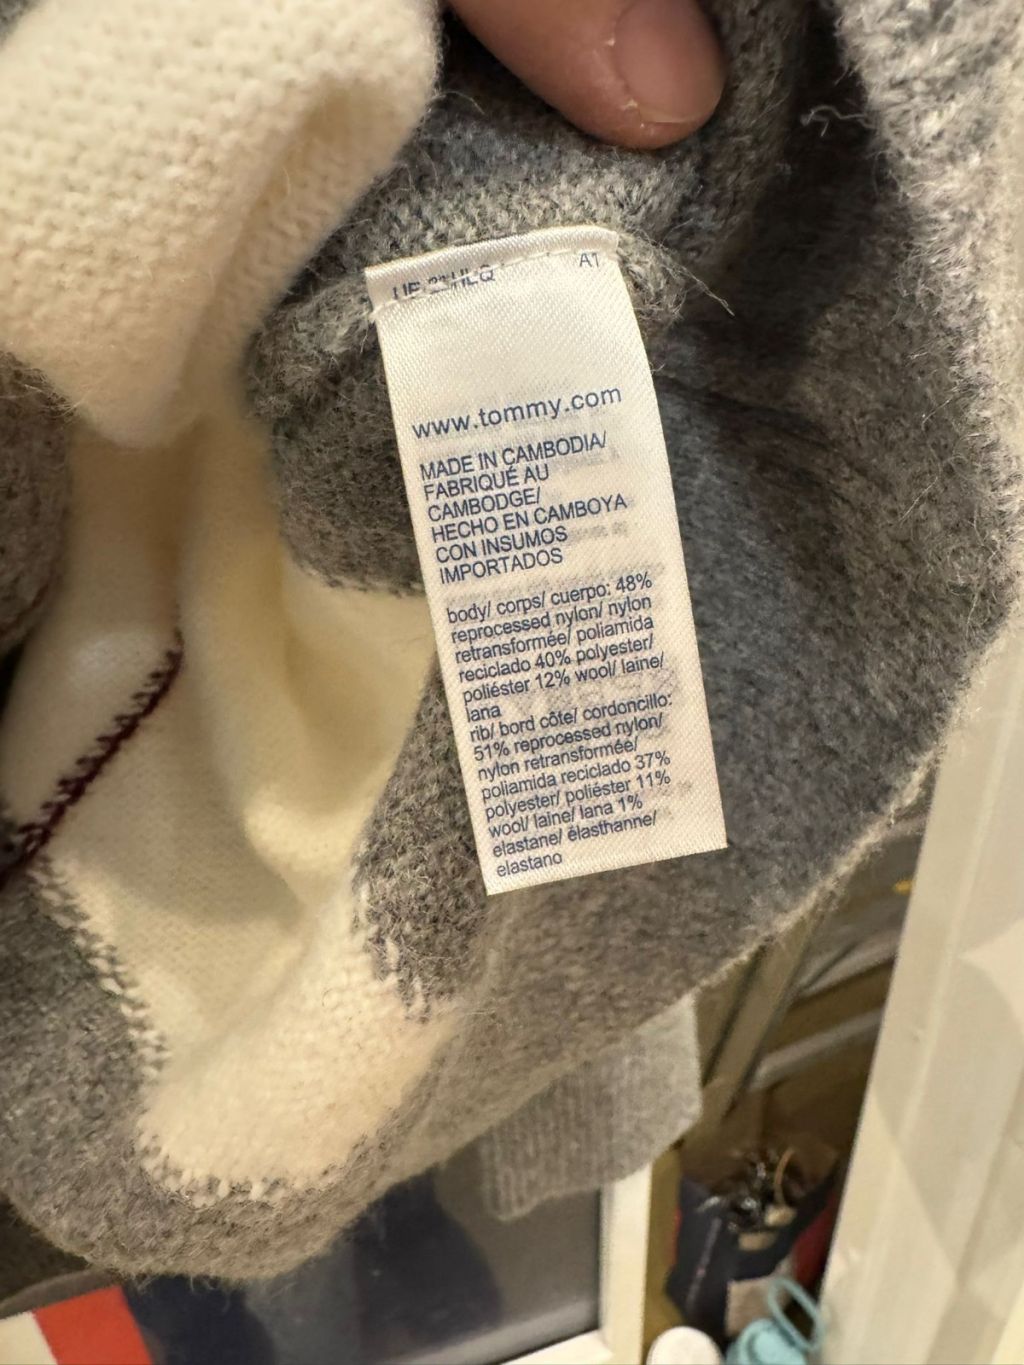 A1
www.tommy.com
MADE IN CAMBODIA/
FABRIQUÉ AU
CAMBODGE/
HECHO EN CAMBOYA
CON INSUMOS
IMPORTADOS
body/ corps/ cuerpo: 48%
reprocessed nylon/ nylon
retransformée/ poliamida
reciclado 40% polyester/
poliéster 12% wool/ laine/
lana
rib/ bord côte/ cordoncillo:
51% reprocessed nylon/
nylon retransformée/
poliamida reciclado 37%
polyester/ poliéster 11%
wool/ laine/ lana 1%
elastane/ élasthanne/
elastano